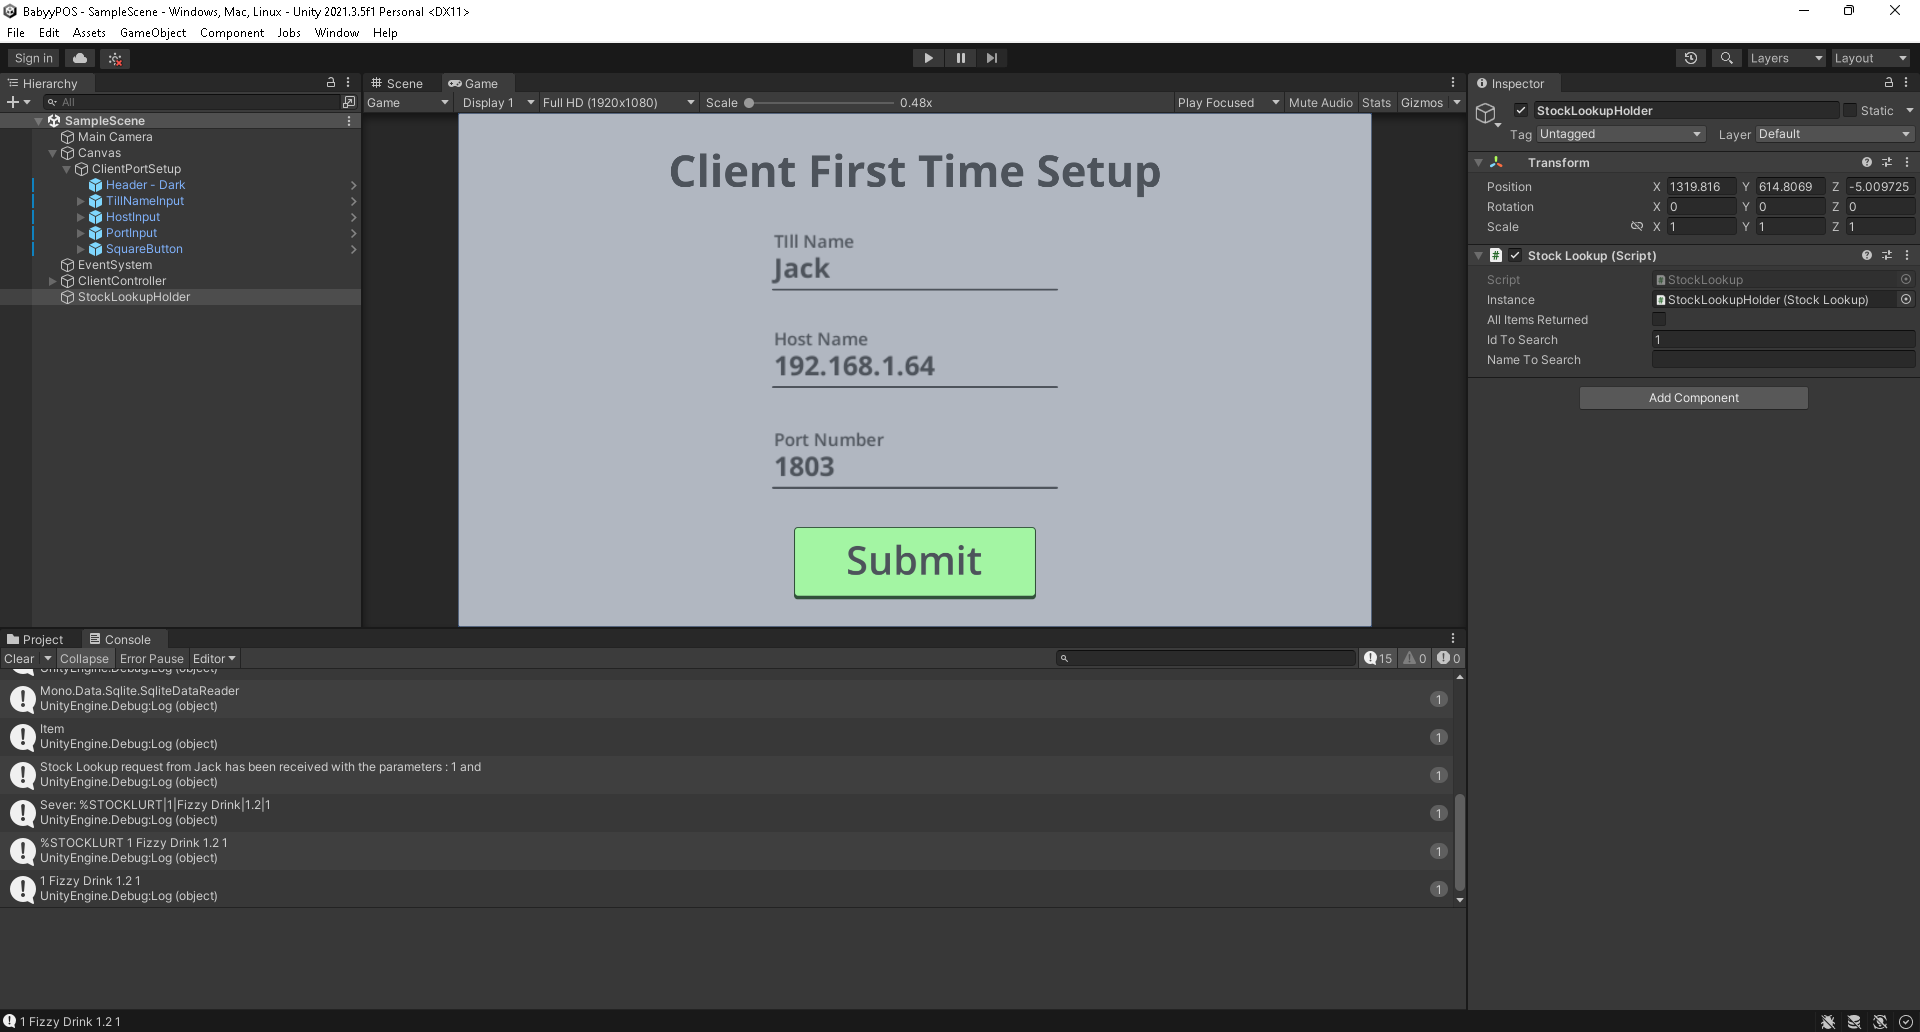 BabyyPOS - SampleScene - Windows, Mac, Linux - Unity 2021.3.5f1 Personal <DX11>
File Edit Assets GameObject Component Jobs Window Help
Sign in Layers Layout
Hierarchy
All
SampleScene
Main Camera
Canvas
ClientPortSetup
Header - Dark
TillNameInput
HostInput
PortInput
SquareButton
EventSystem
ClientController
StockLookupHolder
Scene Game
Game Display 1 Full HD (1920x1080) Scale 0.48x Play Focused Mute Audio Stats Gizmos
Client First Time Setup
TIll Name
Jack
Host Name
192.168.1.64
Port Number
1803
Submit
Inspector
StockLookupHolder Static
Tag Untagged Layer Default
Transform
Position X 1319.816 Y 614.8069 Z -5.009725
Rotation X 0 Y 0 Z 0
Scale X 1 Y 1 Z 1
Stock Lookup (Script)
Script StockLookup
Instance StockLookupHolder (Stock Lookup)
All Items Returned
Id To Search 1
Name To Search
Add Component
Project Console
Clear Collapse Error Pause Editor 15 0 0
UnityEngine.Debug:Log (object)
Mono.Data.Sqlite.SqliteDataReader
UnityEngine.Debug:Log (object) 1
Item
UnityEngine.Debug:Log (object) 1
Stock Lookup request from Jack has been received with the parameters : 1 and
UnityEngine.Debug:Log (object) 1
Sever: %STOCKLURT|1|Fizzy Drink|1.2|1
UnityEngine.Debug:Log (object) 1
%STOCKLURT 1 Fizzy Drink 1.2 1
UnityEngine.Debug:Log (object) 1
1 Fizzy Drink 1.2 1
UnityEngine.Debug:Log (object) 1
1 Fizzy Drink 1.2 1